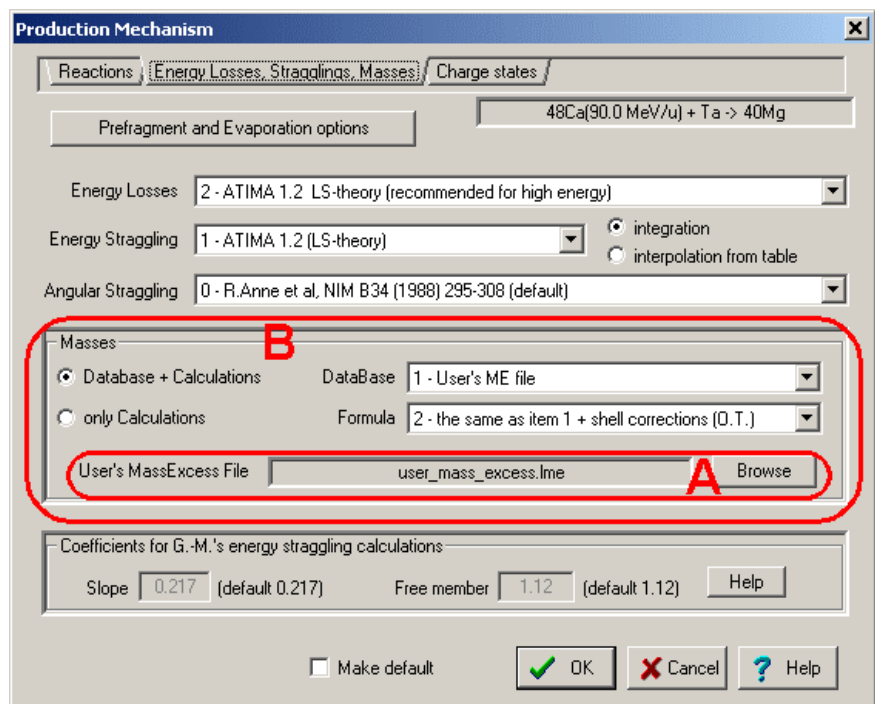 Production Mechanism
Reactions Energy Losses, Stragglings, Masses Charge states
48Ca(90.0 MeV/u) + Ta -> 40Mg
Prefragment and Evaporation options
Energy Losses 2 - ATIMA 1.2 LS-theory (recommended for high energy)
Energy Straggling 1 - ATIMA 1.2 (LS-theory) integration
interpolation from table
Angular Straggling 0 - R.Anne et al, NIM B34 (1988) 295-308 (default)
B
Masses
Database + Calculations DataBase 1 - User's ME file
only Calculations Formula 2 - the same as item 1 + shell corrections (O.T.)
User's MassExcess File user_mass_excess.lme A Browse
Coefficients for G.-M.'s energy straggling calculations
Slope 0.217 (default 0.217) Free member 1.12 (default 1.12) Help
Make default OK Cancel ? Help